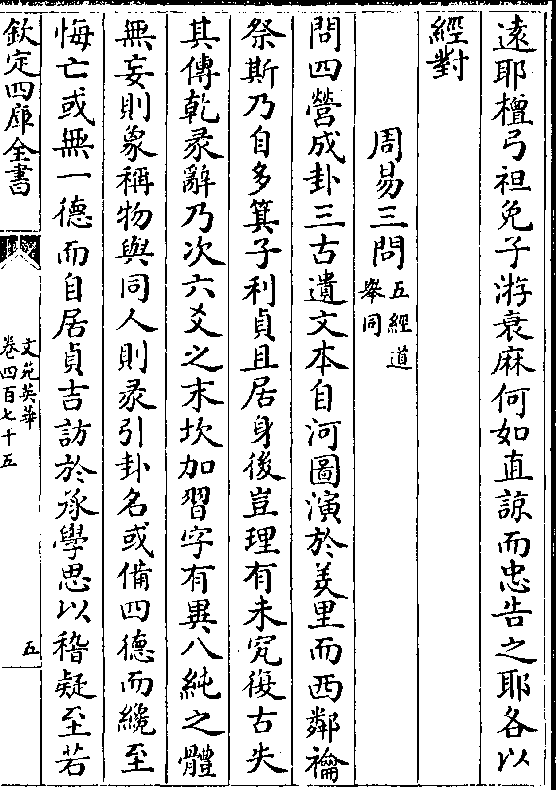 遠耶檀弓袒免子游衰麻何如直諒而忠告之耶各以
經對
周易三問五經道舉同
問四營成卦三古遺文本自河圖演於羑里而西鄰禴
祭斯乃自多箕子利貞且居身後豈理有未究復古失
其傳乾彖辭乃次六爻之末坎加習字有異八純之體
無妄則象稱物與同人則彖引卦名或備四德而纔至
悔亡或無一德而自居貞吉訪於承學思以稽疑至若
欽定四庫全書
文苑英華
卷四百七十五
五